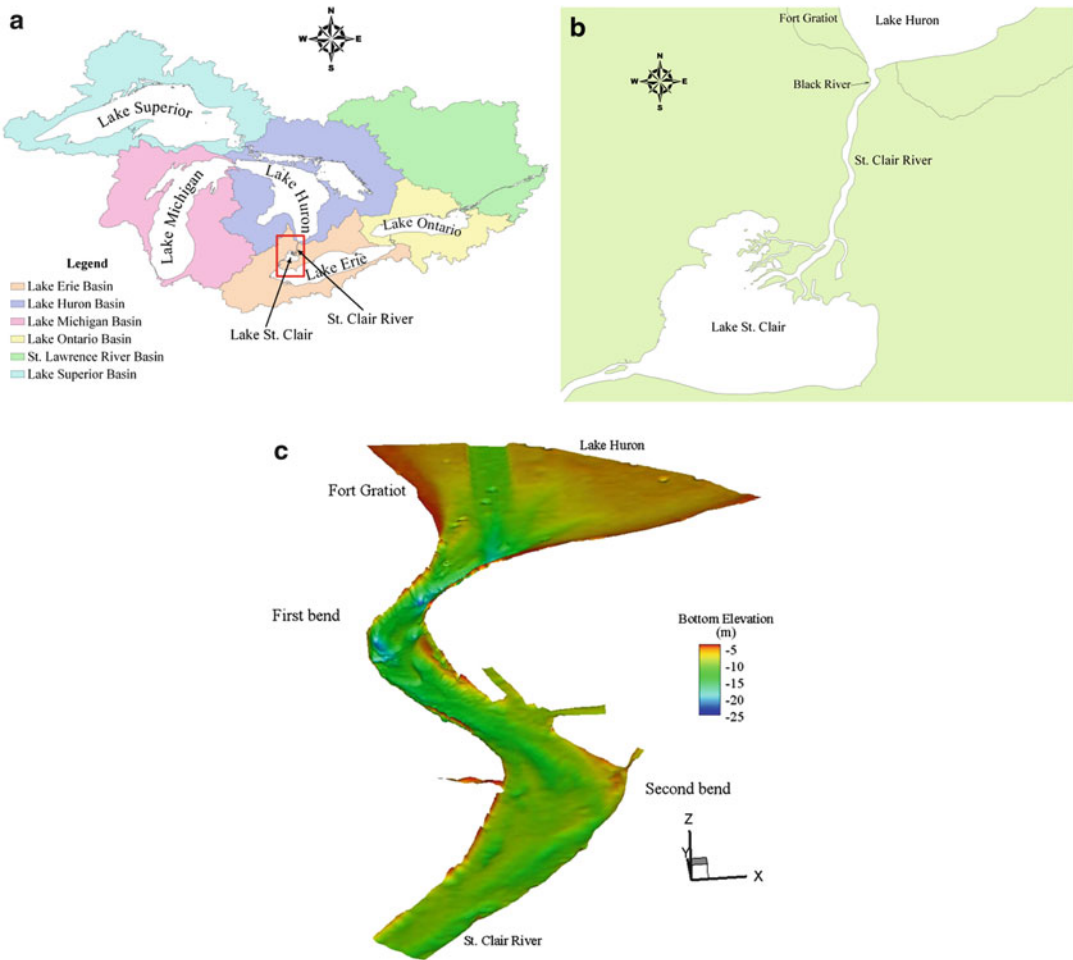 a
N
W E
S
Lake Superior
Lake Michigan
Lake Huron
Lake Ontario
Lake Erie
Legend
Lake Erie Basin
Lake Huron Basin
Lake Michigan Basin
Lake Ontario Basin
St. Lawrence River Basin
Lake Superior Basin
St. Clair River
Lake St. Clair
b
Fort Gratiot
Lake Huron
N
W E
S
Black River
St. Clair River
Lake St. Clair
c
Lake Huron
Fort Gratiot
First bend
Bottom Elevation
(m)
-5
-10
-15
-20
-25
Second bend
Z
Y
X
St. Clair River